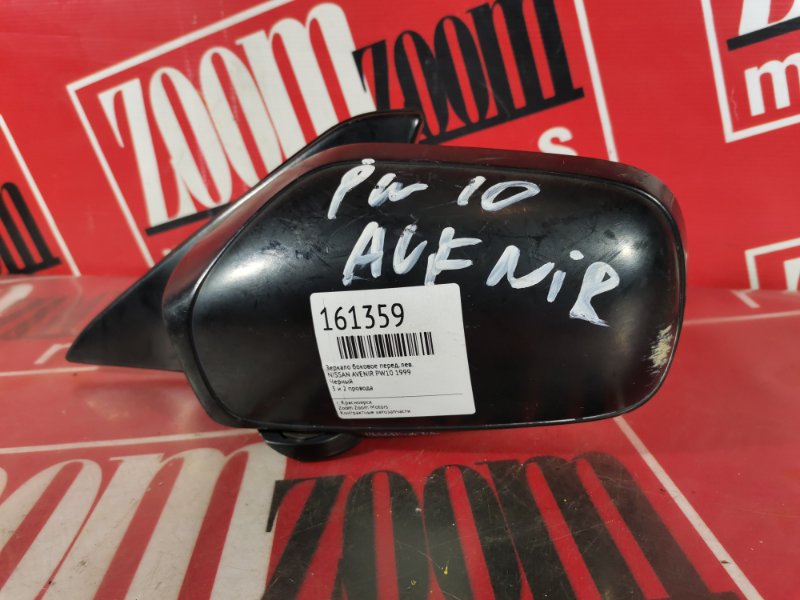 ZOOM
Zoom
m
s
ZOOM
m
PW 10
AVENIR
161359
Зеркало боковое перед. лев.
NISSAN AVENIR PW10 1999
Черный
3 и 2 провода
г. Красноярск
Zoom Zoom Motors
Контрактные автозапчасти
ZOOM
Zoom